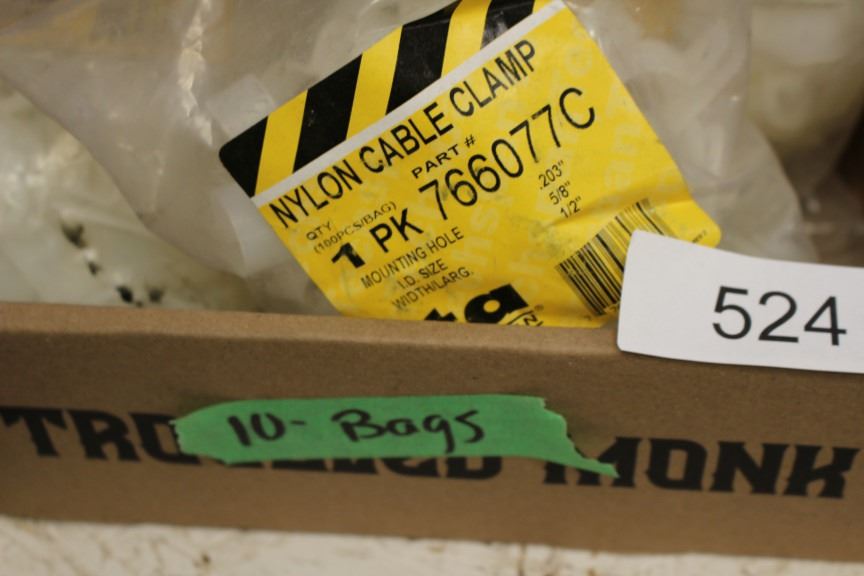 NYLON CABLE CLAMP
PART #
766077C
QTY
(100PCS/BAG)
1 PK
MOUNTING HOLE .203"
I.D. SIZE 5/8"
WIDTH/LARG. 1/2"
524
10- Bags
MONK